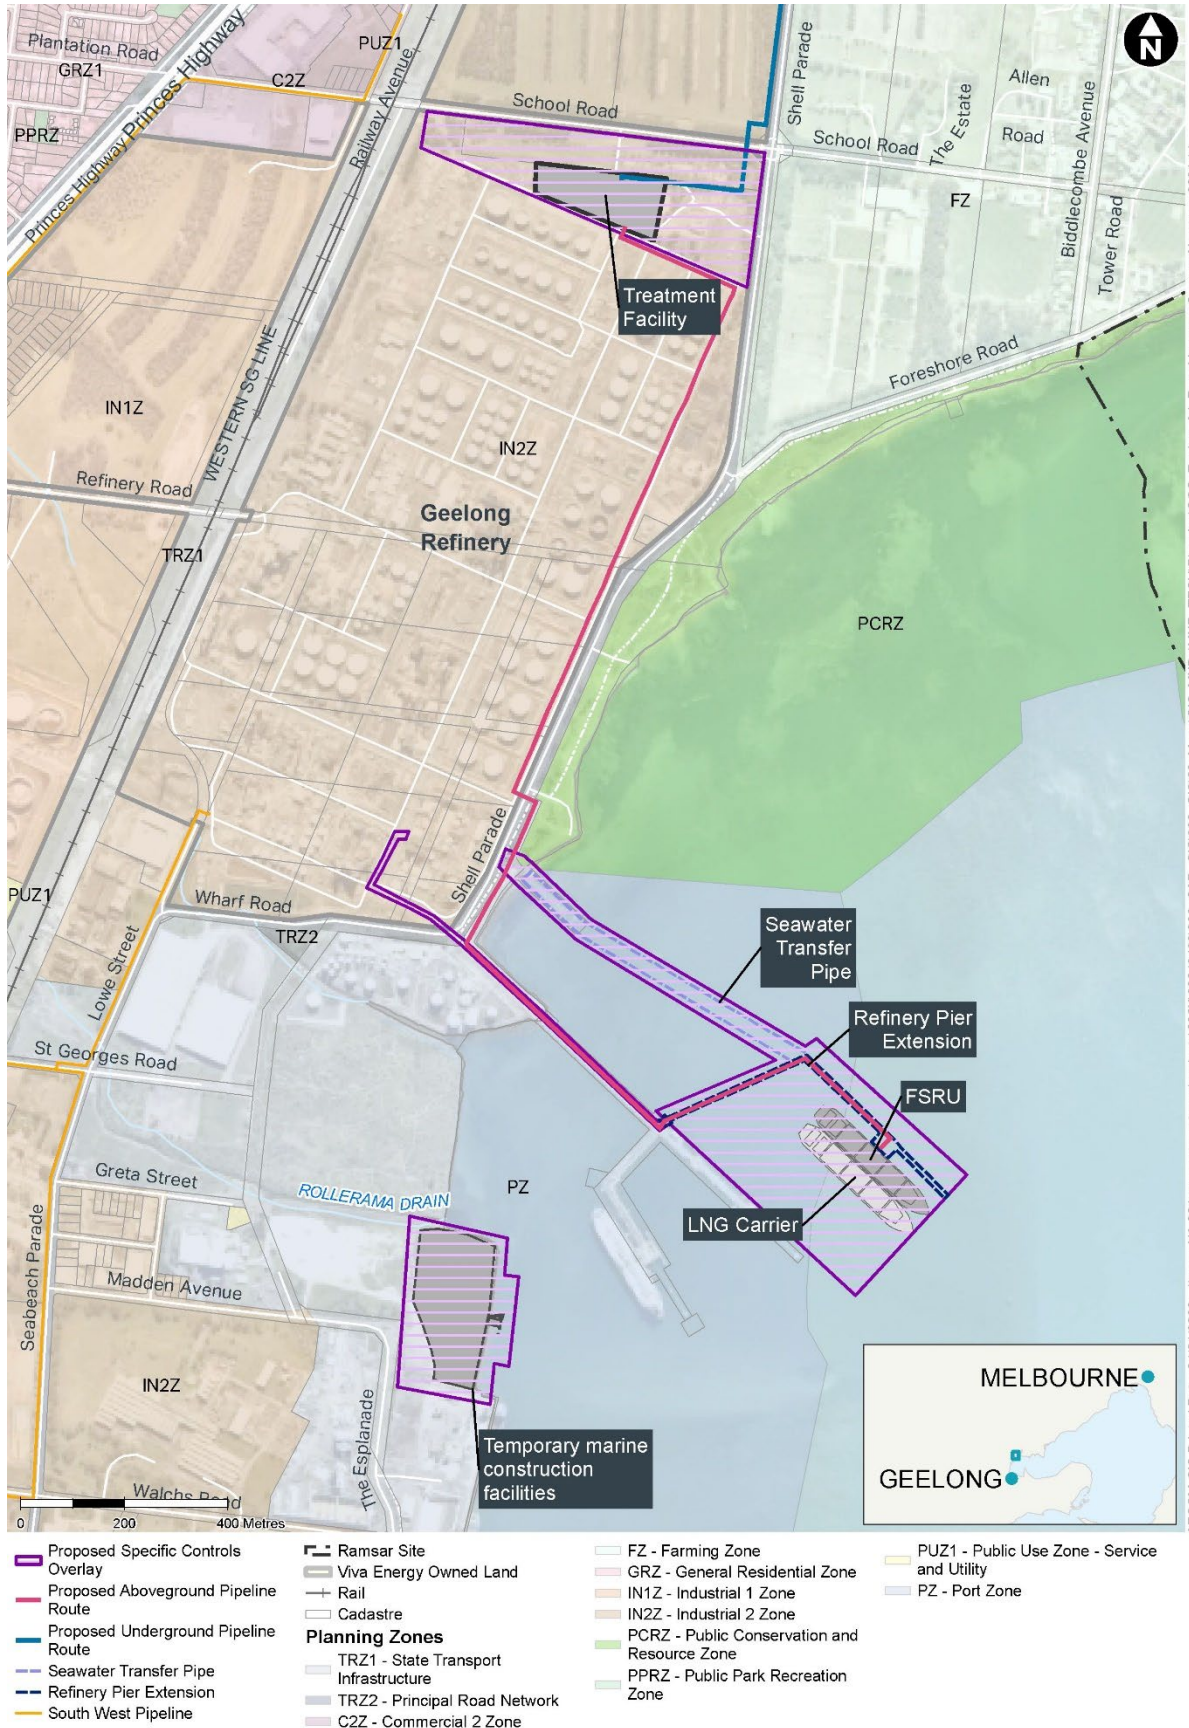 Plantation Road
GRZ1
PPRZ
Princes Highway
Princes Highway
C2Z
PUZ1
Railway Avenue
School Road
Shell Parade
N
Allen
Road
The Estate
School Road
Biddlecombe Avenue
Tower Road
FZ
Treatment
Facility
Foreshore Road
WESTERN SG LINE
IN1Z
IN2Z
Refinery Road
Geelong
Refinery
TRZ1
PCRZ
Shell Parade
PUZ1
Wharf Road
TRZ2
Lowe Street
Seawater
Transfer
Pipe
Refinery Pier
Extension
FSRU
St Georges Road
Greta Street
ROLLERAMA DRAIN
PZ
LNG Carrier
Madden Avenue
Seabeach Parade
IN2Z
The Esplanade
Temporary marine
construction
facilities
Walchs Road
0 200 400 Metres
MELBOURNE
GEELONG
Proposed Specific Controls
Overlay
Proposed Aboveground Pipeline
Route
Proposed Underground Pipeline
Route
Seawater Transfer Pipe
Refinery Pier Extension
South West Pipeline
Ramsar Site
Viva Energy Owned Land
Rail
Cadastre
Planning Zones
TRZ1 - State Transport
Infrastructure
TRZ2 - Principal Road Network
C2Z - Commercial 2 Zone
FZ - Farming Zone
GRZ - General Residential Zone
IN1Z - Industrial 1 Zone
IN2Z - Industrial 2 Zone
PCRZ - Public Conservation and
Resource Zone
PPRZ - Public Park Recreation
Zone
PUZ1 - Public Use Zone - Service
and Utility
PZ - Port Zone